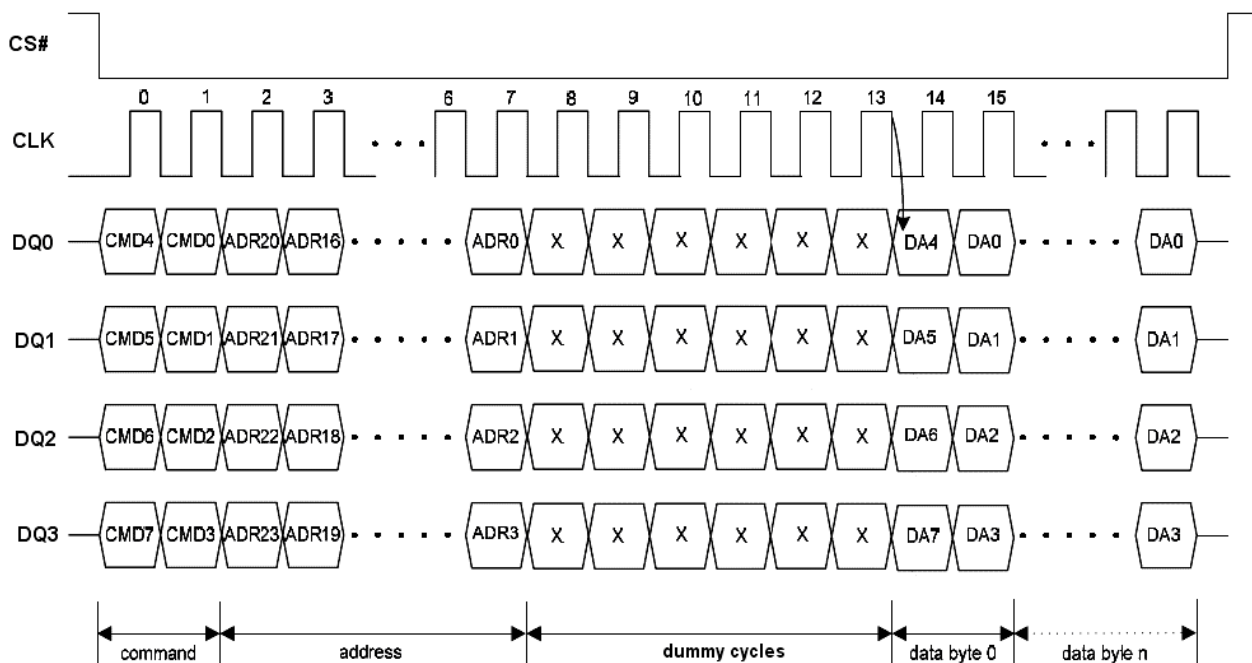 CS#
0 1 2 3 6 7 8 9 10 11 12 13 14 15
CLK
DQ0 CMD4 CMD0 ADR20 ADR16 ADR0 X X X X X X DA4 DA0 DA0
DQ1 CMD5 CMD1 ADR21 ADR17 ADR1 X X X X X X DA5 DA1 DA1
DQ2 CMD6 CMD2 ADR22 ADR18 ADR2 X X X X X X DA6 DA2 DA2
DQ3 CMD7 CMD3 ADR23 ADR19 ADR3 X X X X X X DA7 DA3 DA3
command address dummy cycles data byte 0 data byle n